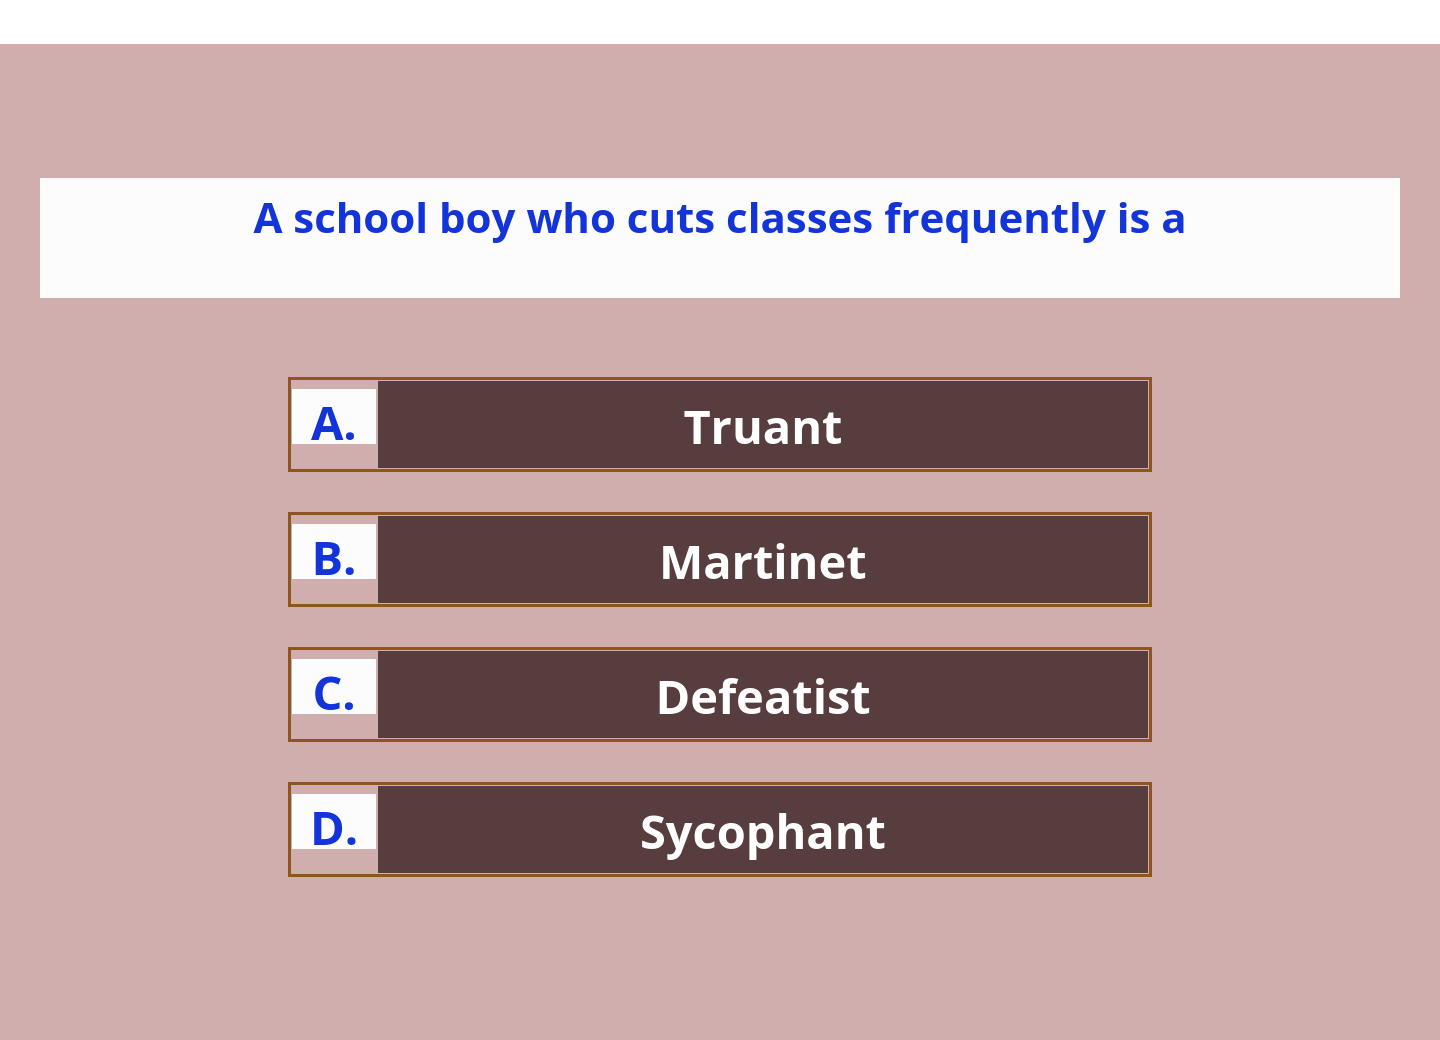 A school boy who cuts classes frequently is a
A. Truant
B. Martinet
C. Defeatist
D. Sycophant